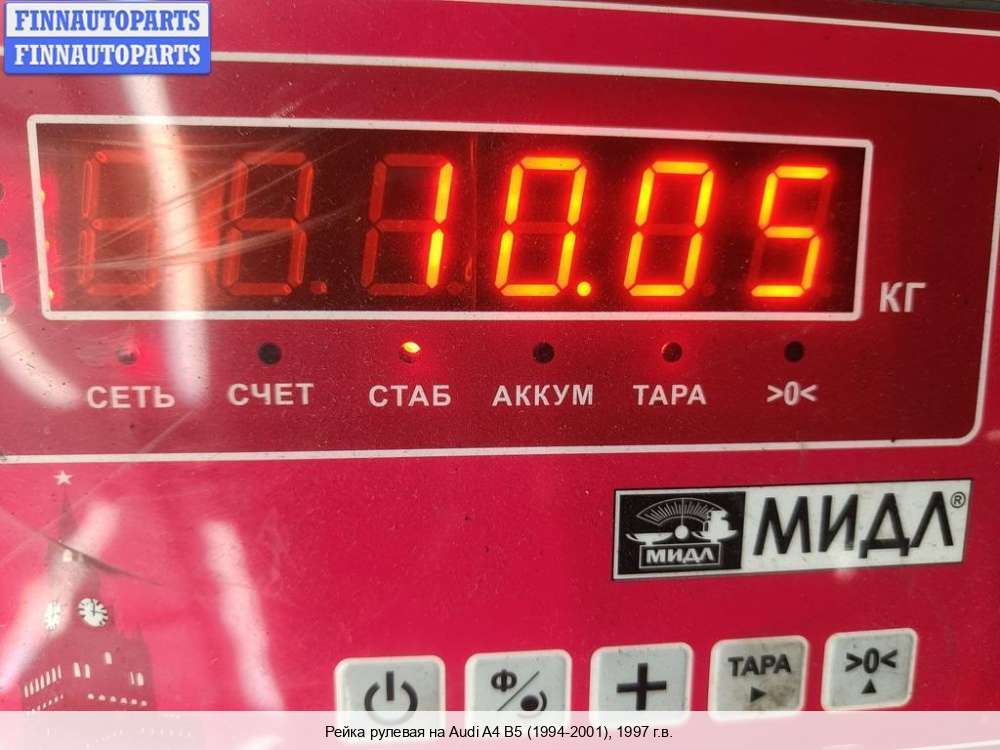 FINNAUTOPARTS
FINNAUTOPARTS
10.05
КГ
СЕТЬ СЧЕТ СТАБ АККУМ ТАРА >0<
МИДЛ МИДЛ®
Ф ТАРА >0<
Рейка рулевая на Audi A4 B5 (1994-2001), 1997 г.в.